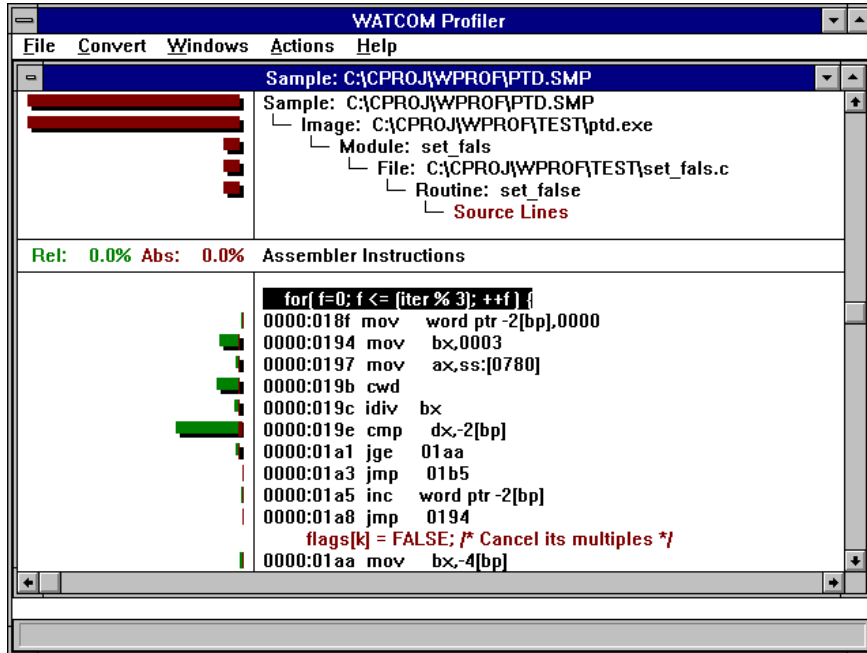 WATCOM Profiler
File Convert Windows Actions Help
Sample: C:\CPROJ\WPROF\PTD.SMP
Sample: C:\CPROJ\WPROF\PTD.SMP
Image: C:\CPROJ\WPROF\TEST\ptd.exe
Module: set_fals
File: C:\CPROJ\WPROF\TEST\set_fals.c
Routine: set_false
Source Lines
Rel: 0.0% Abs: 0.0% Assembler Instructions
for( f=0; f <= (iter % 3); ++f ) {
0000:018f mov word ptr -2[bp],0000
0000:0194 mov bx,0003
0000:0197 mov ax,ss:[0780]
0000:019b cwd
0000:019c idiv bx
0000:019e cmp dx,-2[bp]
0000:01a1 jge 01aa
0000:01a3 jmp 01b5
0000:01a5 inc word ptr -2[bp]
0000:01a8 jmp 0194
flags[k] = FALSE; /* Cancel its multiples */
0000:01aa mov bx,-4[bp]